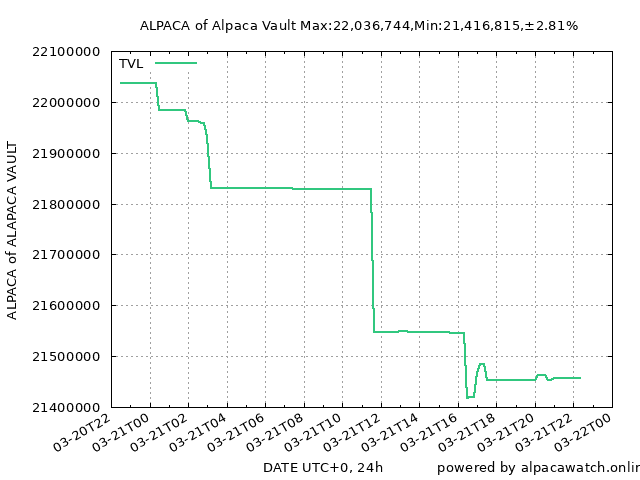 ALPACA of Alpaca Vault Max:22,036,744,Min:21,416,815,±2.81%
TVL
22100000
22000000
21900000
21800000
21700000
21600000
21500000
21400000
ALPACA of ALAPACA VAULT
03-20T22
03-21T00
03-21T02
03-21T04
03-21T06
03-21T08
03-21T10
03-21T12
03-21T14
03-21T16
03-21T18
03-21T20
03-21T22
03-22T00
DATE UTC+0, 24h
powered by alpacawatch.onlin